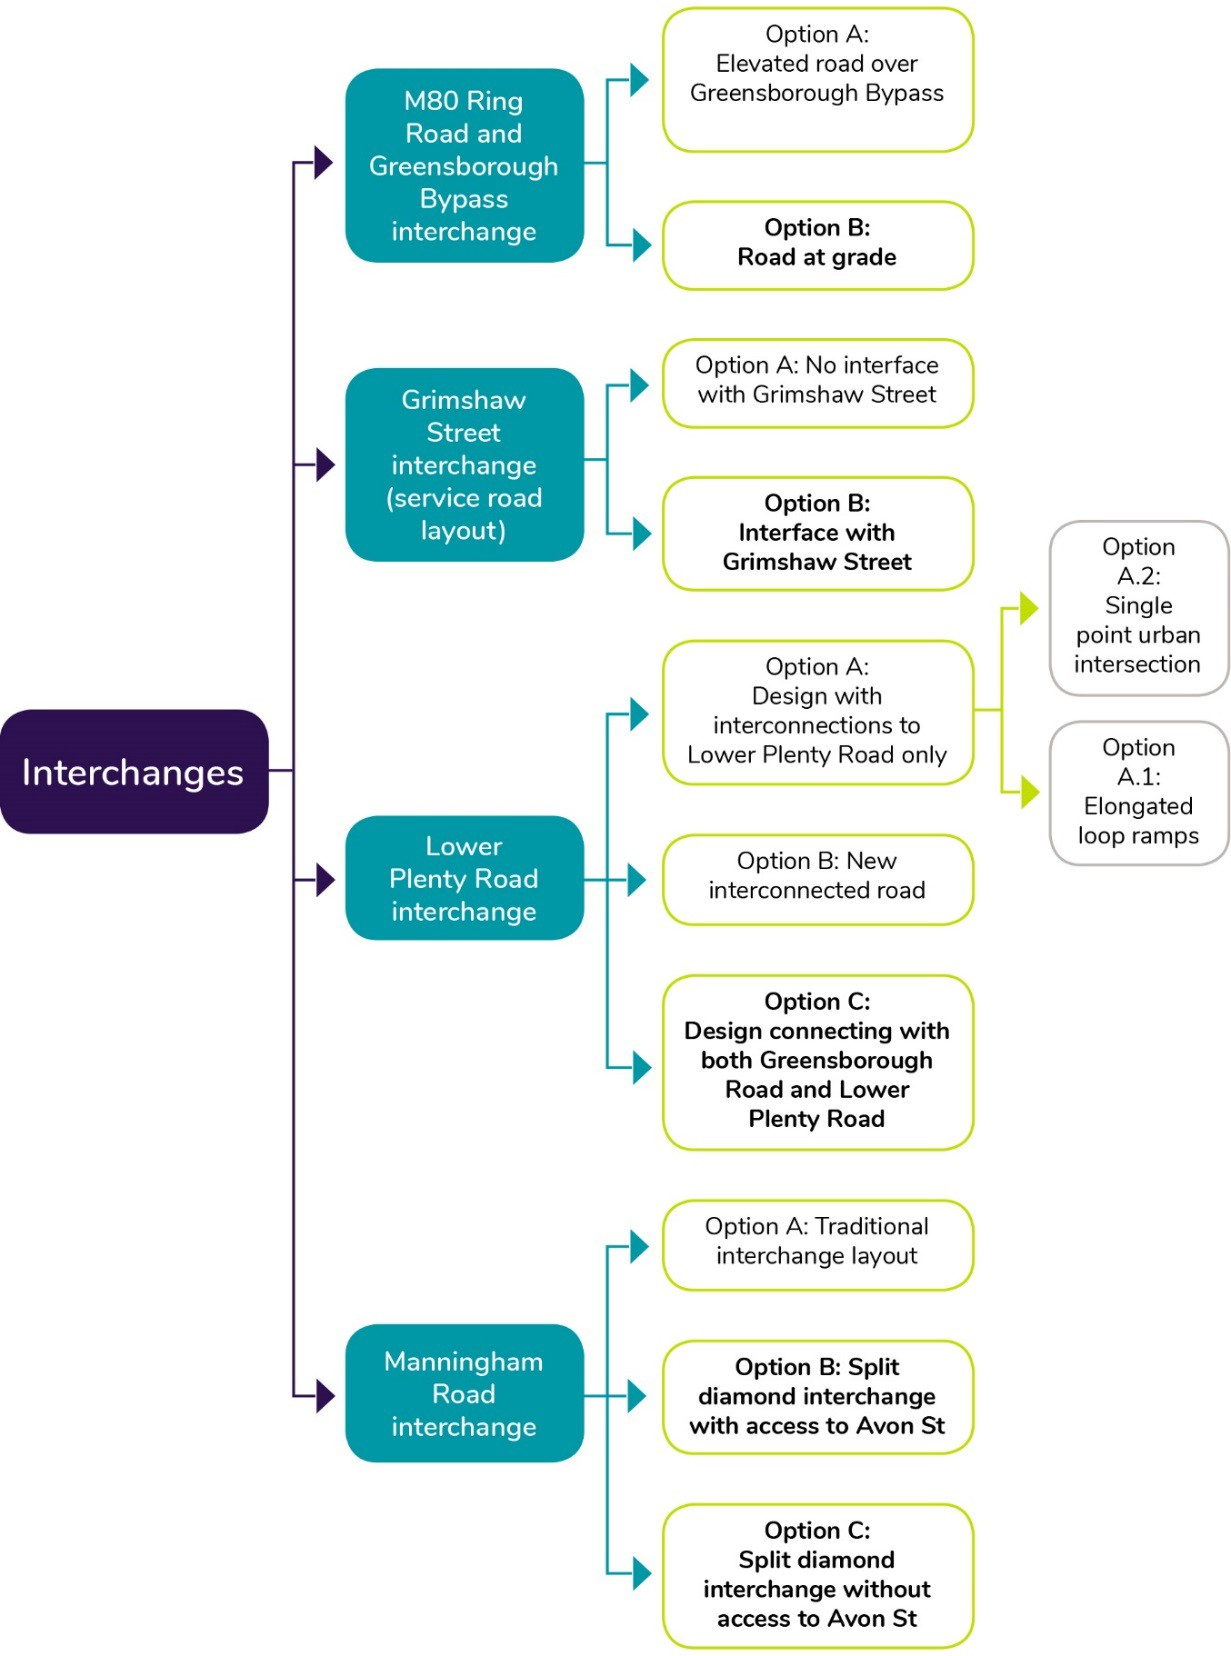 Interchanges
M80 Ring
Road and
Greensborough
Bypass
interchange
Option A:
Elevated road over
Greensborough Bypass
Option B:
Road at grade
Grimshaw
Street
interchange
(service road
layout)
Option A: No interface
with Grimshaw Street
Option B:
Interface with
Grimshaw Street
Lower
Plenty Road
interchange
Option A:
Design with
interconnections to
Lower Plenty Road only
Option
A.2:
Single
point urban
intersection
Option
A.1:
Elongated
loop ramps
Option B: New
interconnected road
Option C:
Design connecting with
both Greensborough
Road and Lower
Plenty Road
Manningham
Road
interchange
Option A: Traditional
interchange layout
Option B: Split
diamond interchange
with access to Avon St
Option C:
Split diamond
interchange without
access to Avon St